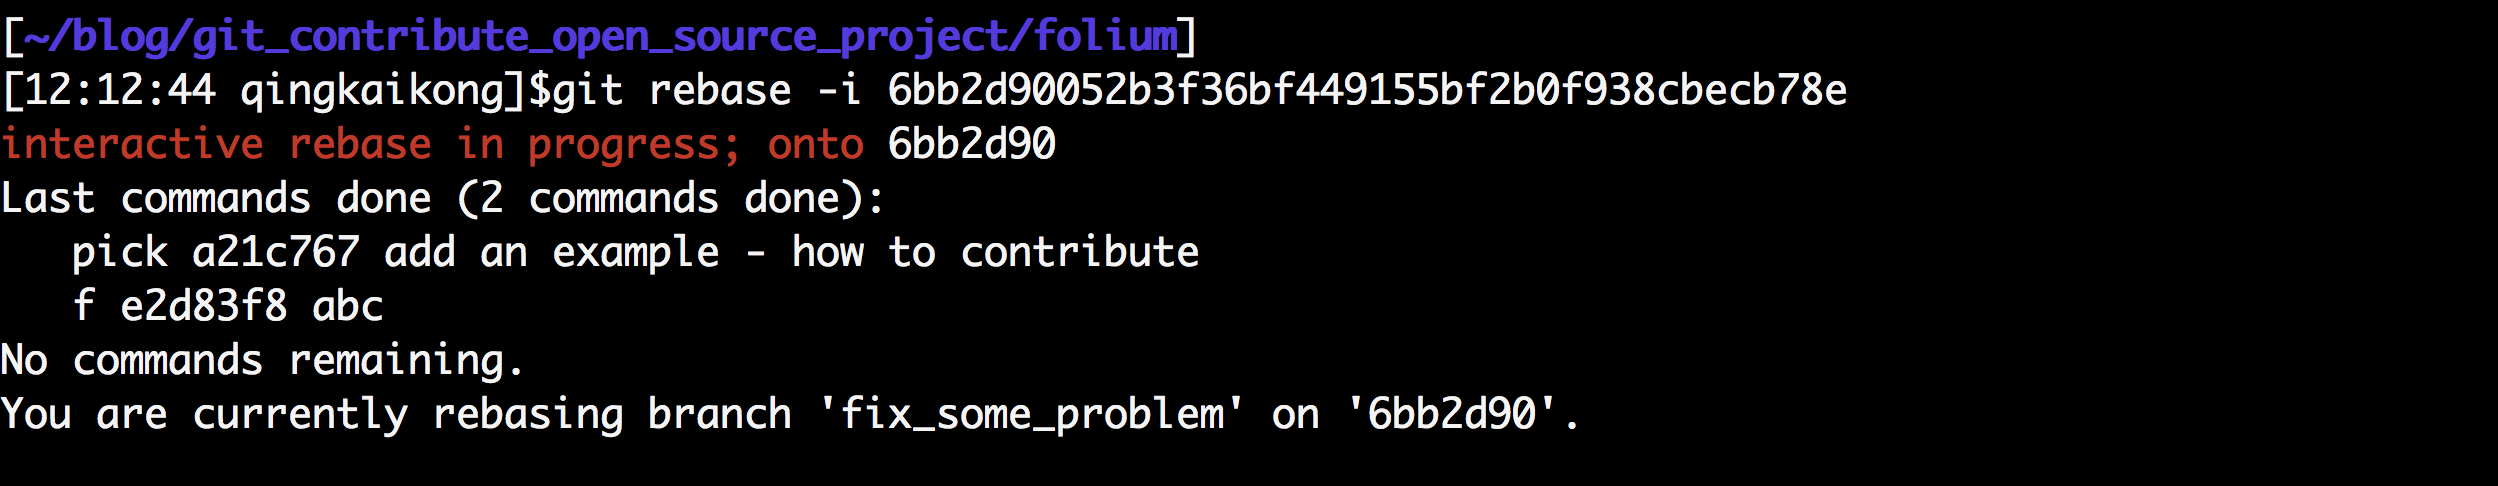 [~/blog/git_contribute_open_source_project/folium]
[12:12:44 qingkaikong]$git rebase -i 6bb2d90052b3f36bf449155bf2b0f938cbecb78e
interactive rebase in progress; onto 6bb2d90
Last commands done (2 commands done):
   pick a21c767 add an example - how to contribute
   f e2d83f8 abc
No commands remaining.
You are currently rebasing branch 'fix_some_problem' on '6bb2d90'.